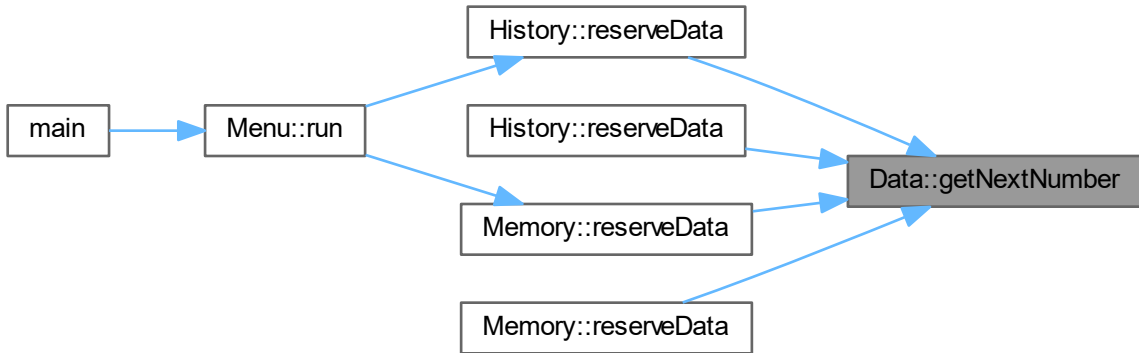 History::reserveData
main
Menu::run
History::reserveData
Data::getNextNumber
Memory::reserveData
Memory::reserveData